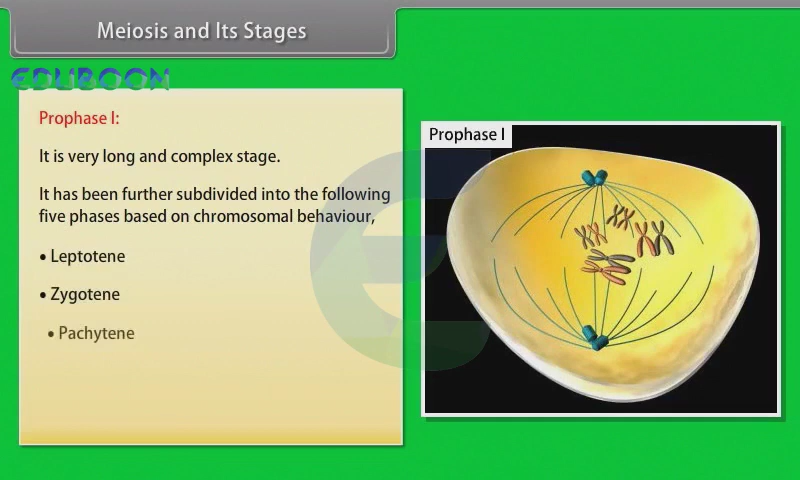 Meiosis and Its Stages
EDUBOON
Prophase I:
It is very long and complex stage.
It has been further subdivided into the following
five phases based on chromosomal behaviour,
• Leptotene
• Zygotene
• Pachytene
Prophase I